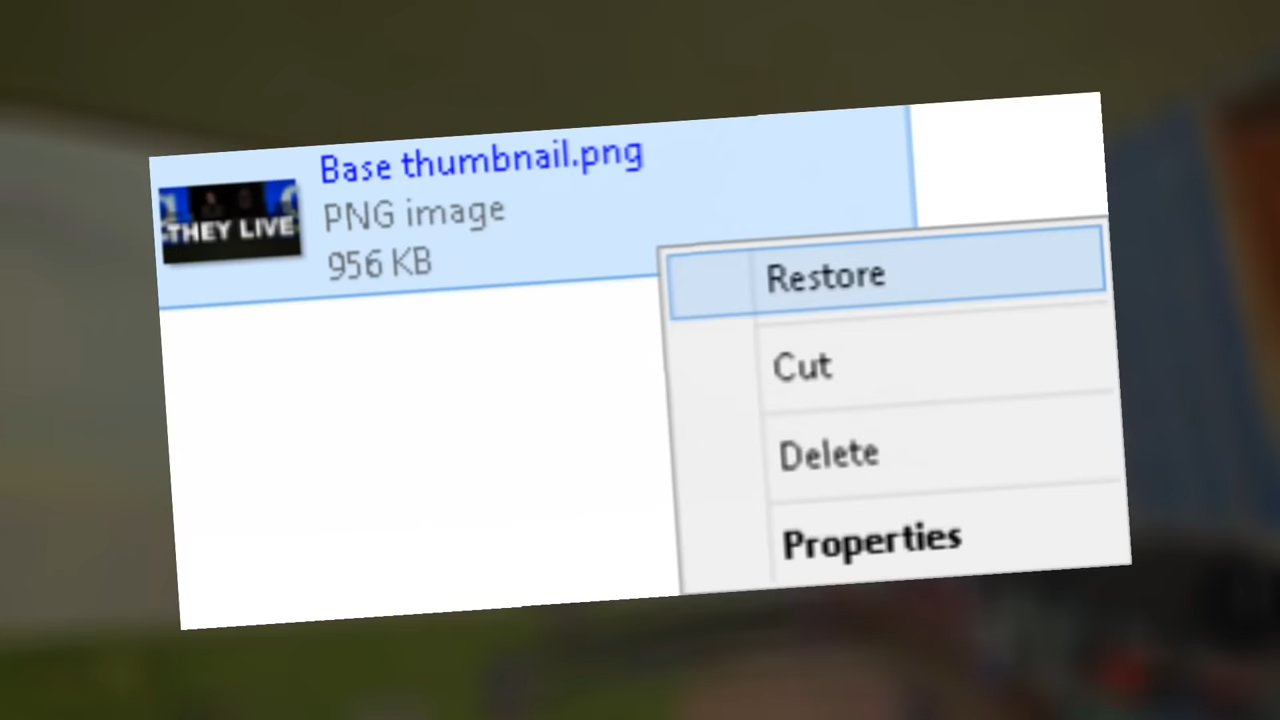 Base thumbnail.png
PNG image
956 KB
THEY LIVE
Restore
Cut
Delete
Properties